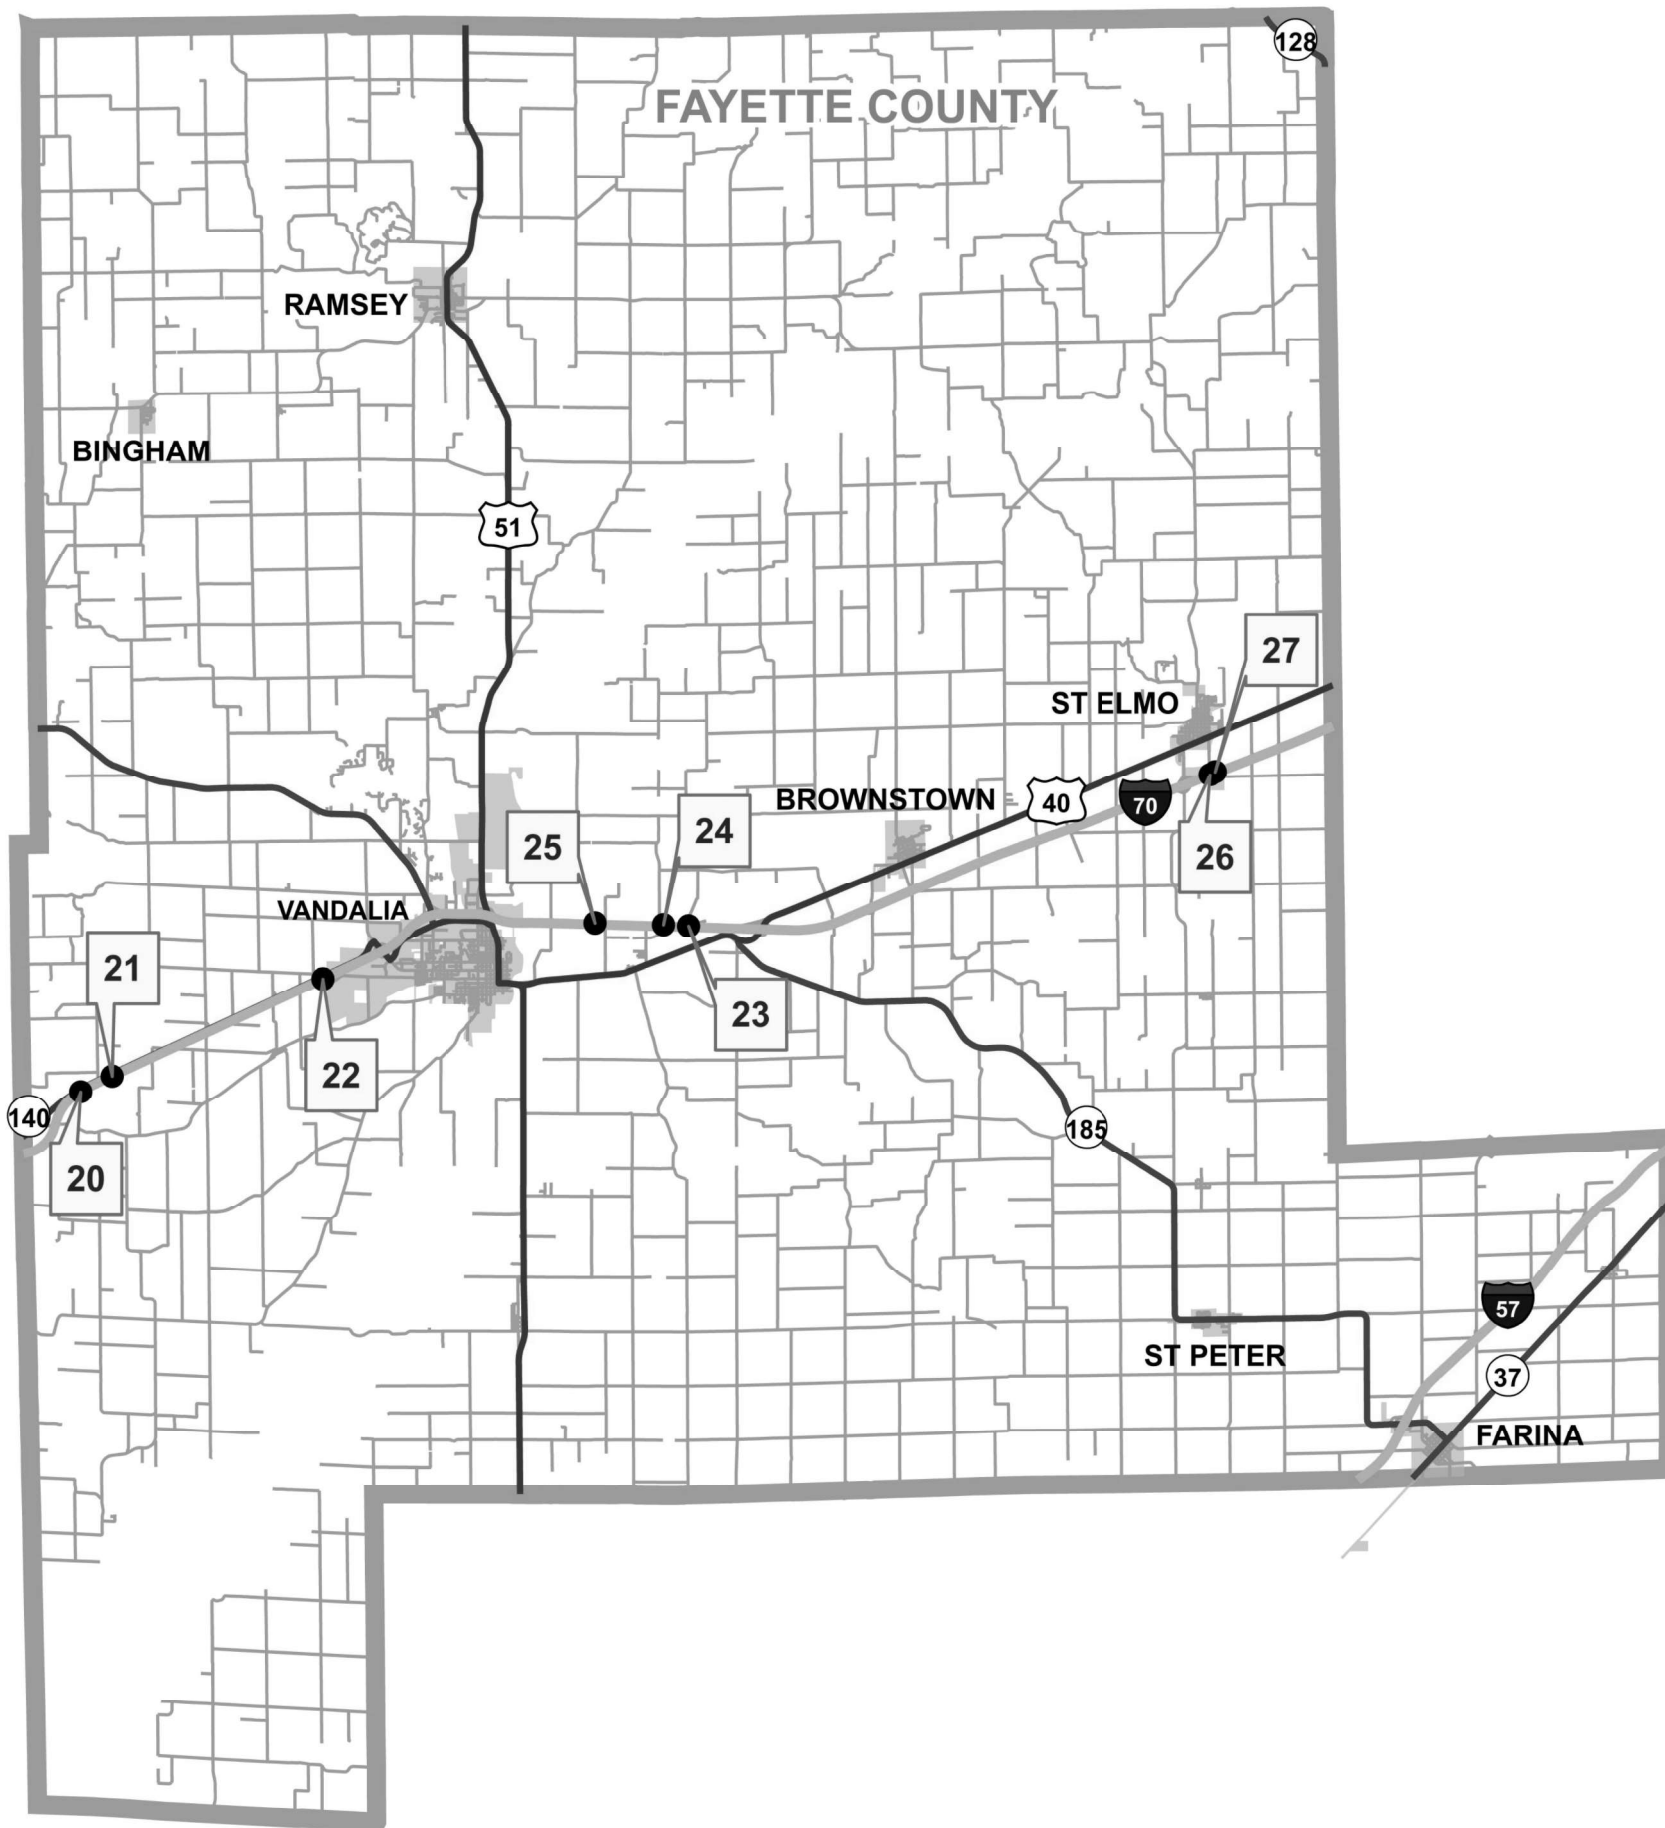 128
FAYETTE COUNTY
RAMSEY
BINGHAM
51
27
ST ELMO
BROWNSTOWN
40
70
24
25
26
VANDALIA
21
23
22
140
185
20
57
ST PETER
37
FARINA